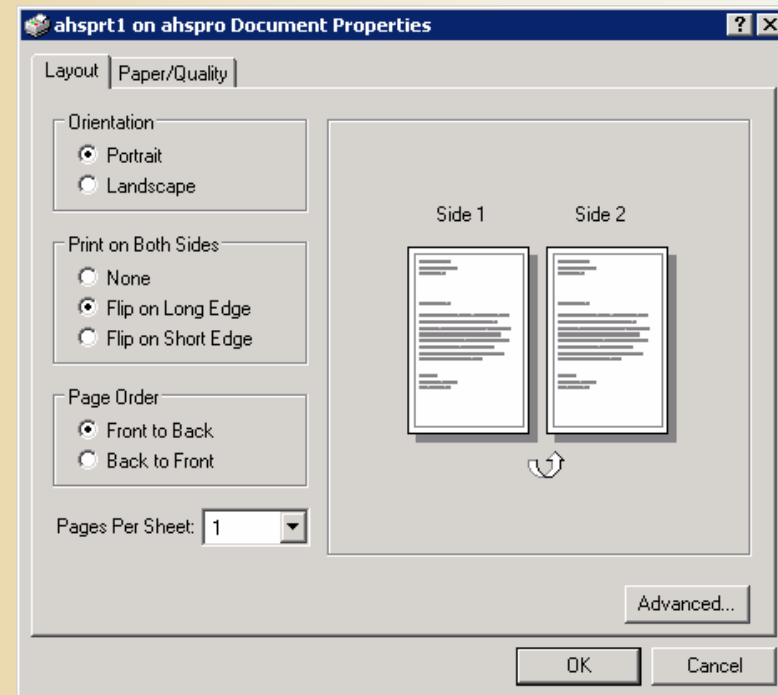 ahsprt1 on ahspro Document Properties
Layout
Paper/Quality
Orientation
Portrait
Landscape
Print on Both Sides
None
Flip on Long Edge
Flip on Short Edge
Page Order
Front to Back
Back to Front
Pages Per Sheet: 1
Side 1 Side 2
Advanced...
OK
Cancel